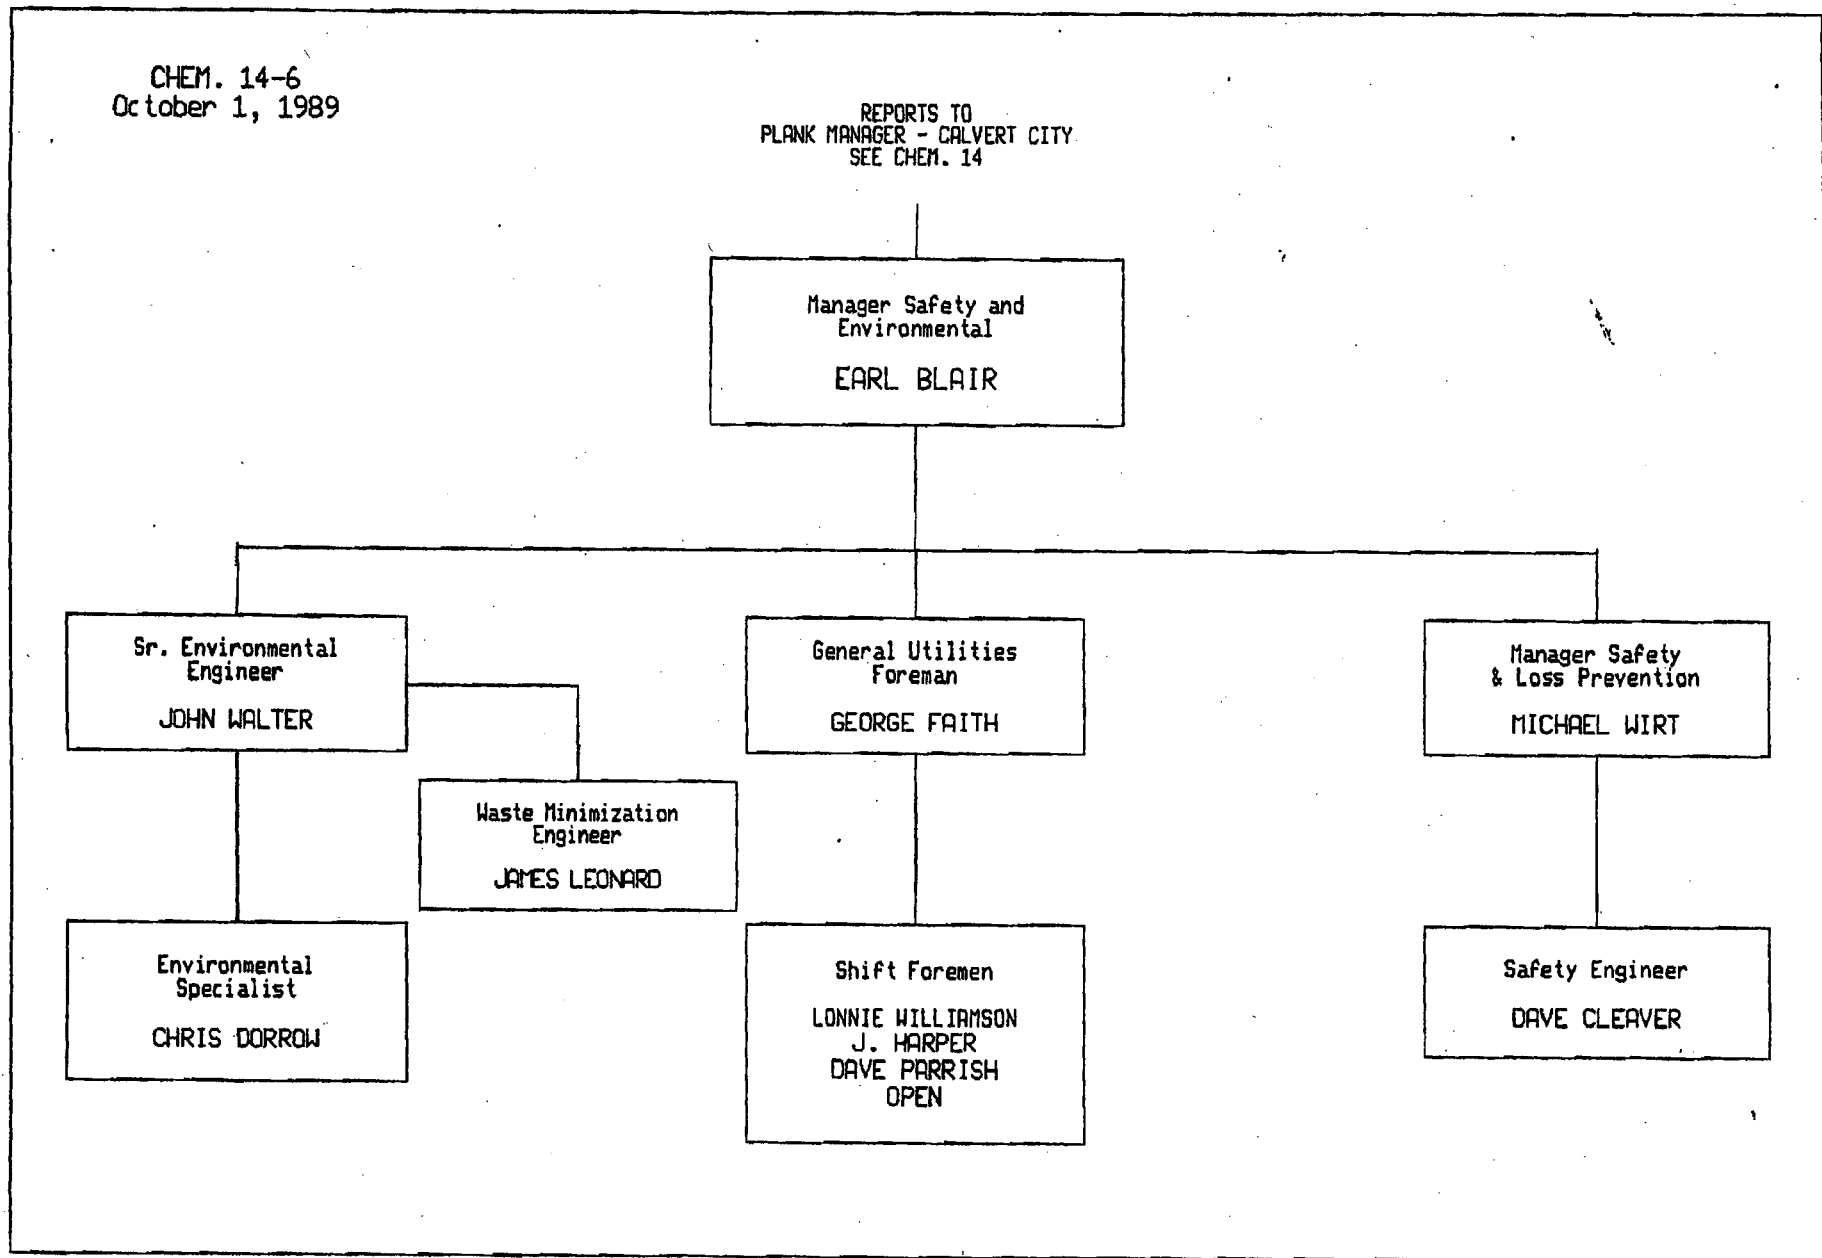 CHEM. 14-6
October 1, 1989
REPORTS TO
PLANK MANAGER - CALVERT CITY
SEE CHEM. 14
Manager Safety and
Environmental
EARL BLAIR
Sr. Environmental
Engineer
JOHN WALTER
General Utilities
Foreman
GEORGE FAITH
Manager Safety
& Loss Prevention
MICHAEL WIRT
Waste Minimization
Engineer
JAMES LEONARD
Environmental
Specialist
CHRIS DORROW
Shift Foremen
LONNIE WILLIAMSON
J. HARPER
DAVE PARRISH
OPEN
Safety Engineer
DAVE CLEAVER